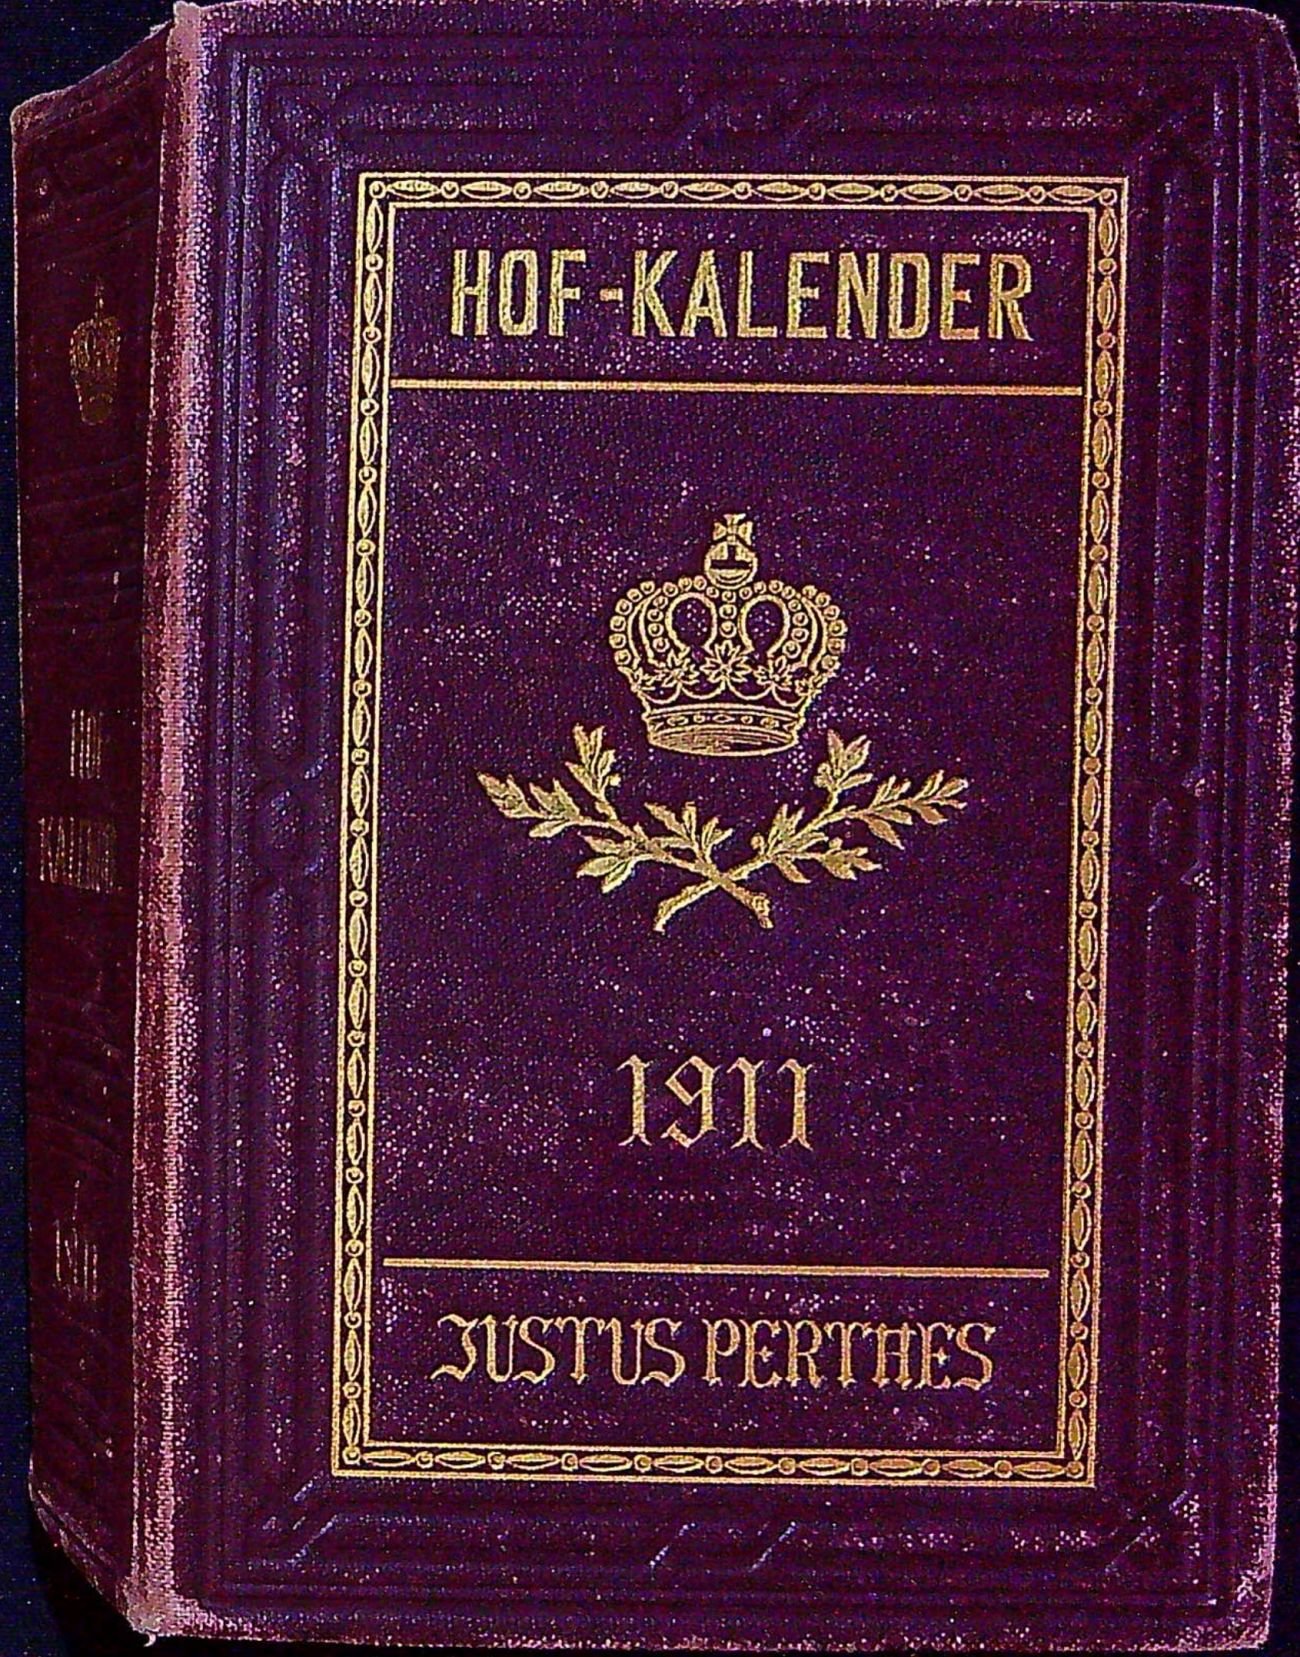 HOF-KALENDER
1911
JUSTUS PERTHES
HOF
KALENDER
1911